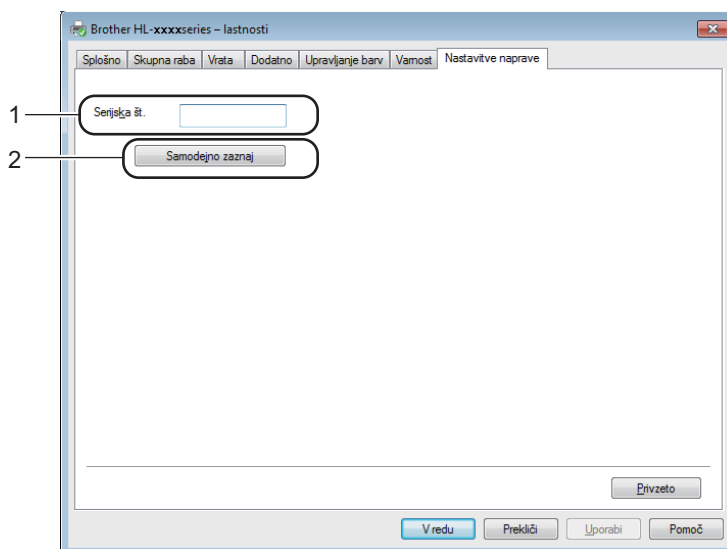 Brother HL-xxxxseries – lastnosti
Splošno Skupna raba Vrata Dodatno Upravljanje barv Varnost Nastavitve naprave
1 Serijska št.
2 Samodejno zaznaj
Privzeto
V redu Prekliči Uporabi Pomoč